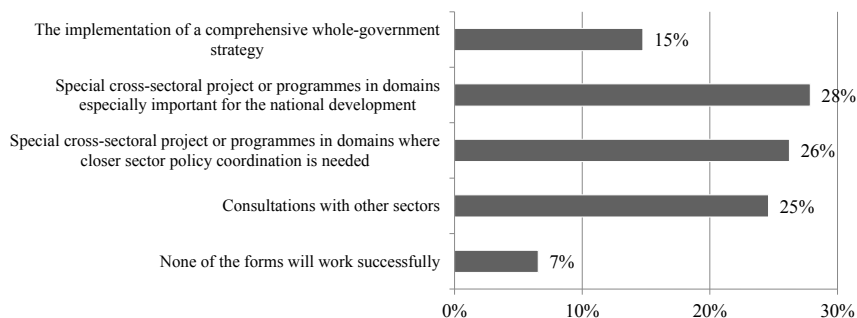 The implementation of a comprehensive whole-government
strategy
15%
Special cross-sectoral project or programmes in domains
especially important for the national development
28%
Special cross-sectoral project or programmes in domains where
closer sector policy coordination is needed
26%
Consultations with other sectors
25%
None of the forms will work successfully
7%
0% 10% 20% 30%